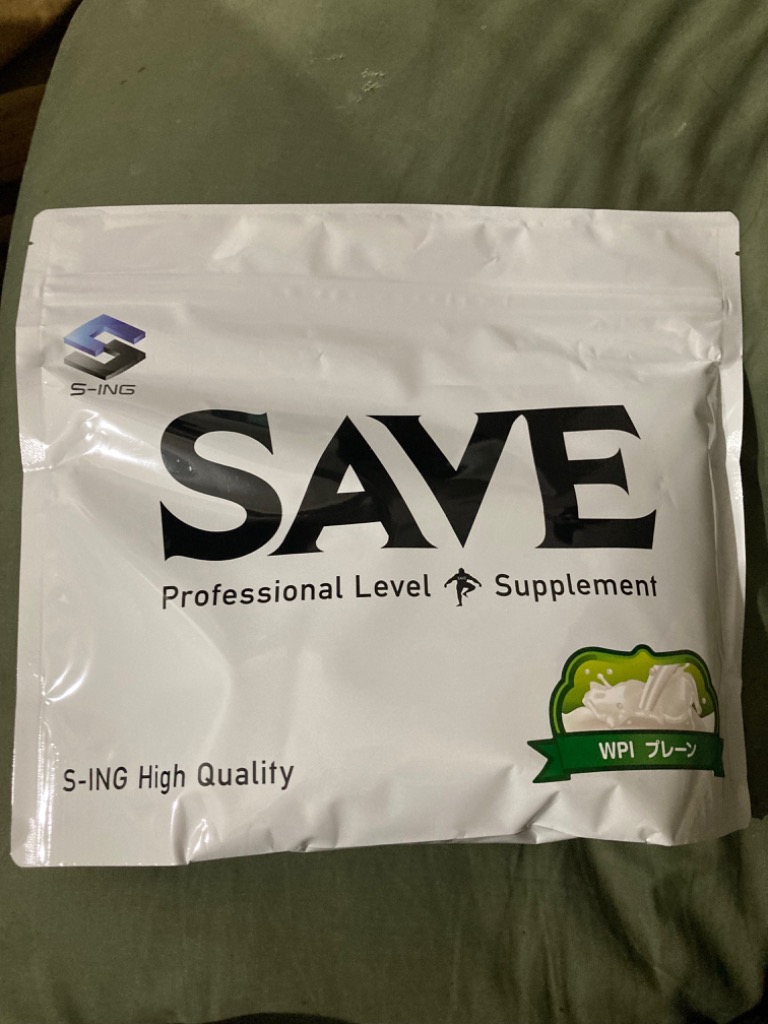 S-ING
SAVE
Professional Level Supplement
WPI プレーン
S-ING High Quality